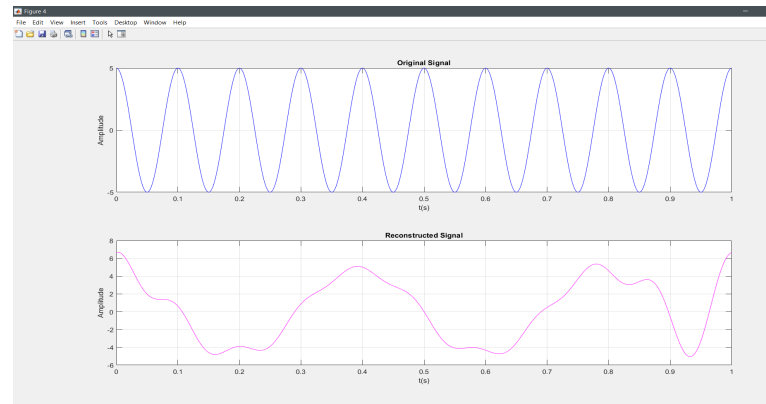 Figure 4
File Edit View Insert Tools Desktop Window Help
Original Signal
5
0
-5
Amplitude
0 0.1 0.2 0.3 0.4 0.5 0.6 0.7 0.8 0.9 1
t(s)
Reconstructed Signal
8
6
4
2
0
-2
-4
-6
Amplitude
0 0.1 0.2 0.3 0.4 0.5 0.6 0.7 0.8 0.9 1
t(s)